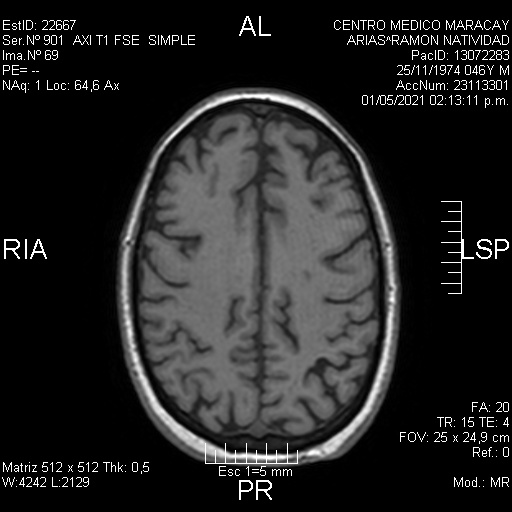 EstID: 22667
Ser.Nº 901 AXI T1 FSE SIMPLE
Ima.Nº 69
PE= --
NAq: 1 Loc: 64,6 Ax
AL
CENTRO MEDICO MARACAY
ARIAS^RAMON NATIVIDAD
PacID: 13072283
25/11/1974 046Y M
AccNum: 23113301
01/05/2021 02:13:11 p.m.
RIA
LSP
FA: 20
TR: 15 TE: 4
FOV: 25 x 24,9 cm
Ref.: 0
Matriz 512 x 512 Thk: 0,5
W:4242 L:2129
Esc 1=5 mm
PR
Mod.: MR